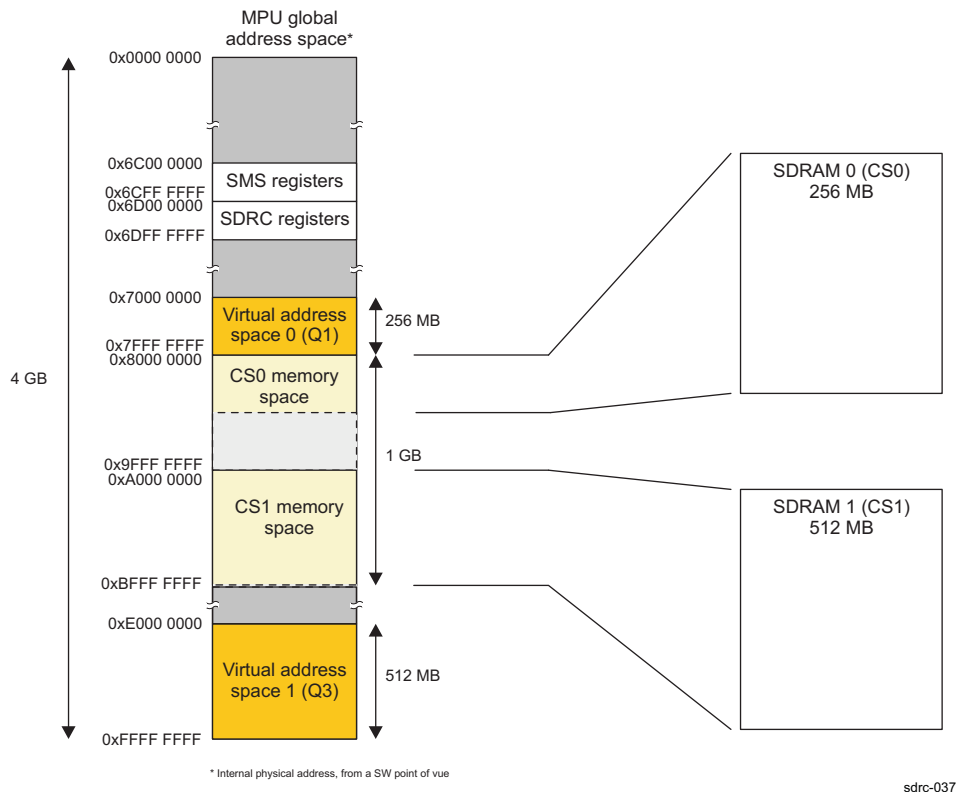 MPU global
address space*
0x0000 0000
0x6C00 0000
SMS registers
0x6CFF FFFF
0x6D00 0000
SDRC registers
0x6DFF FFFF
0x7000 0000
Virtual address
space 0 (Q1)
256 MB
0x7FFF FFFF
0x8000 0000
4 GB
CS0 memory
space
1 GB
0x9FFF FFFF
0xA000 0000
CS1 memory
space
0xBFFF FFFF
0xE000 0000
Virtual address
space 1 (Q3)
512 MB
0xFFFF FFFF
SDRAM 0 (CS0)
256 MB
SDRAM 1 (CS1)
512 MB
* Internal physical address, from a SW point of vue
sdrc-037